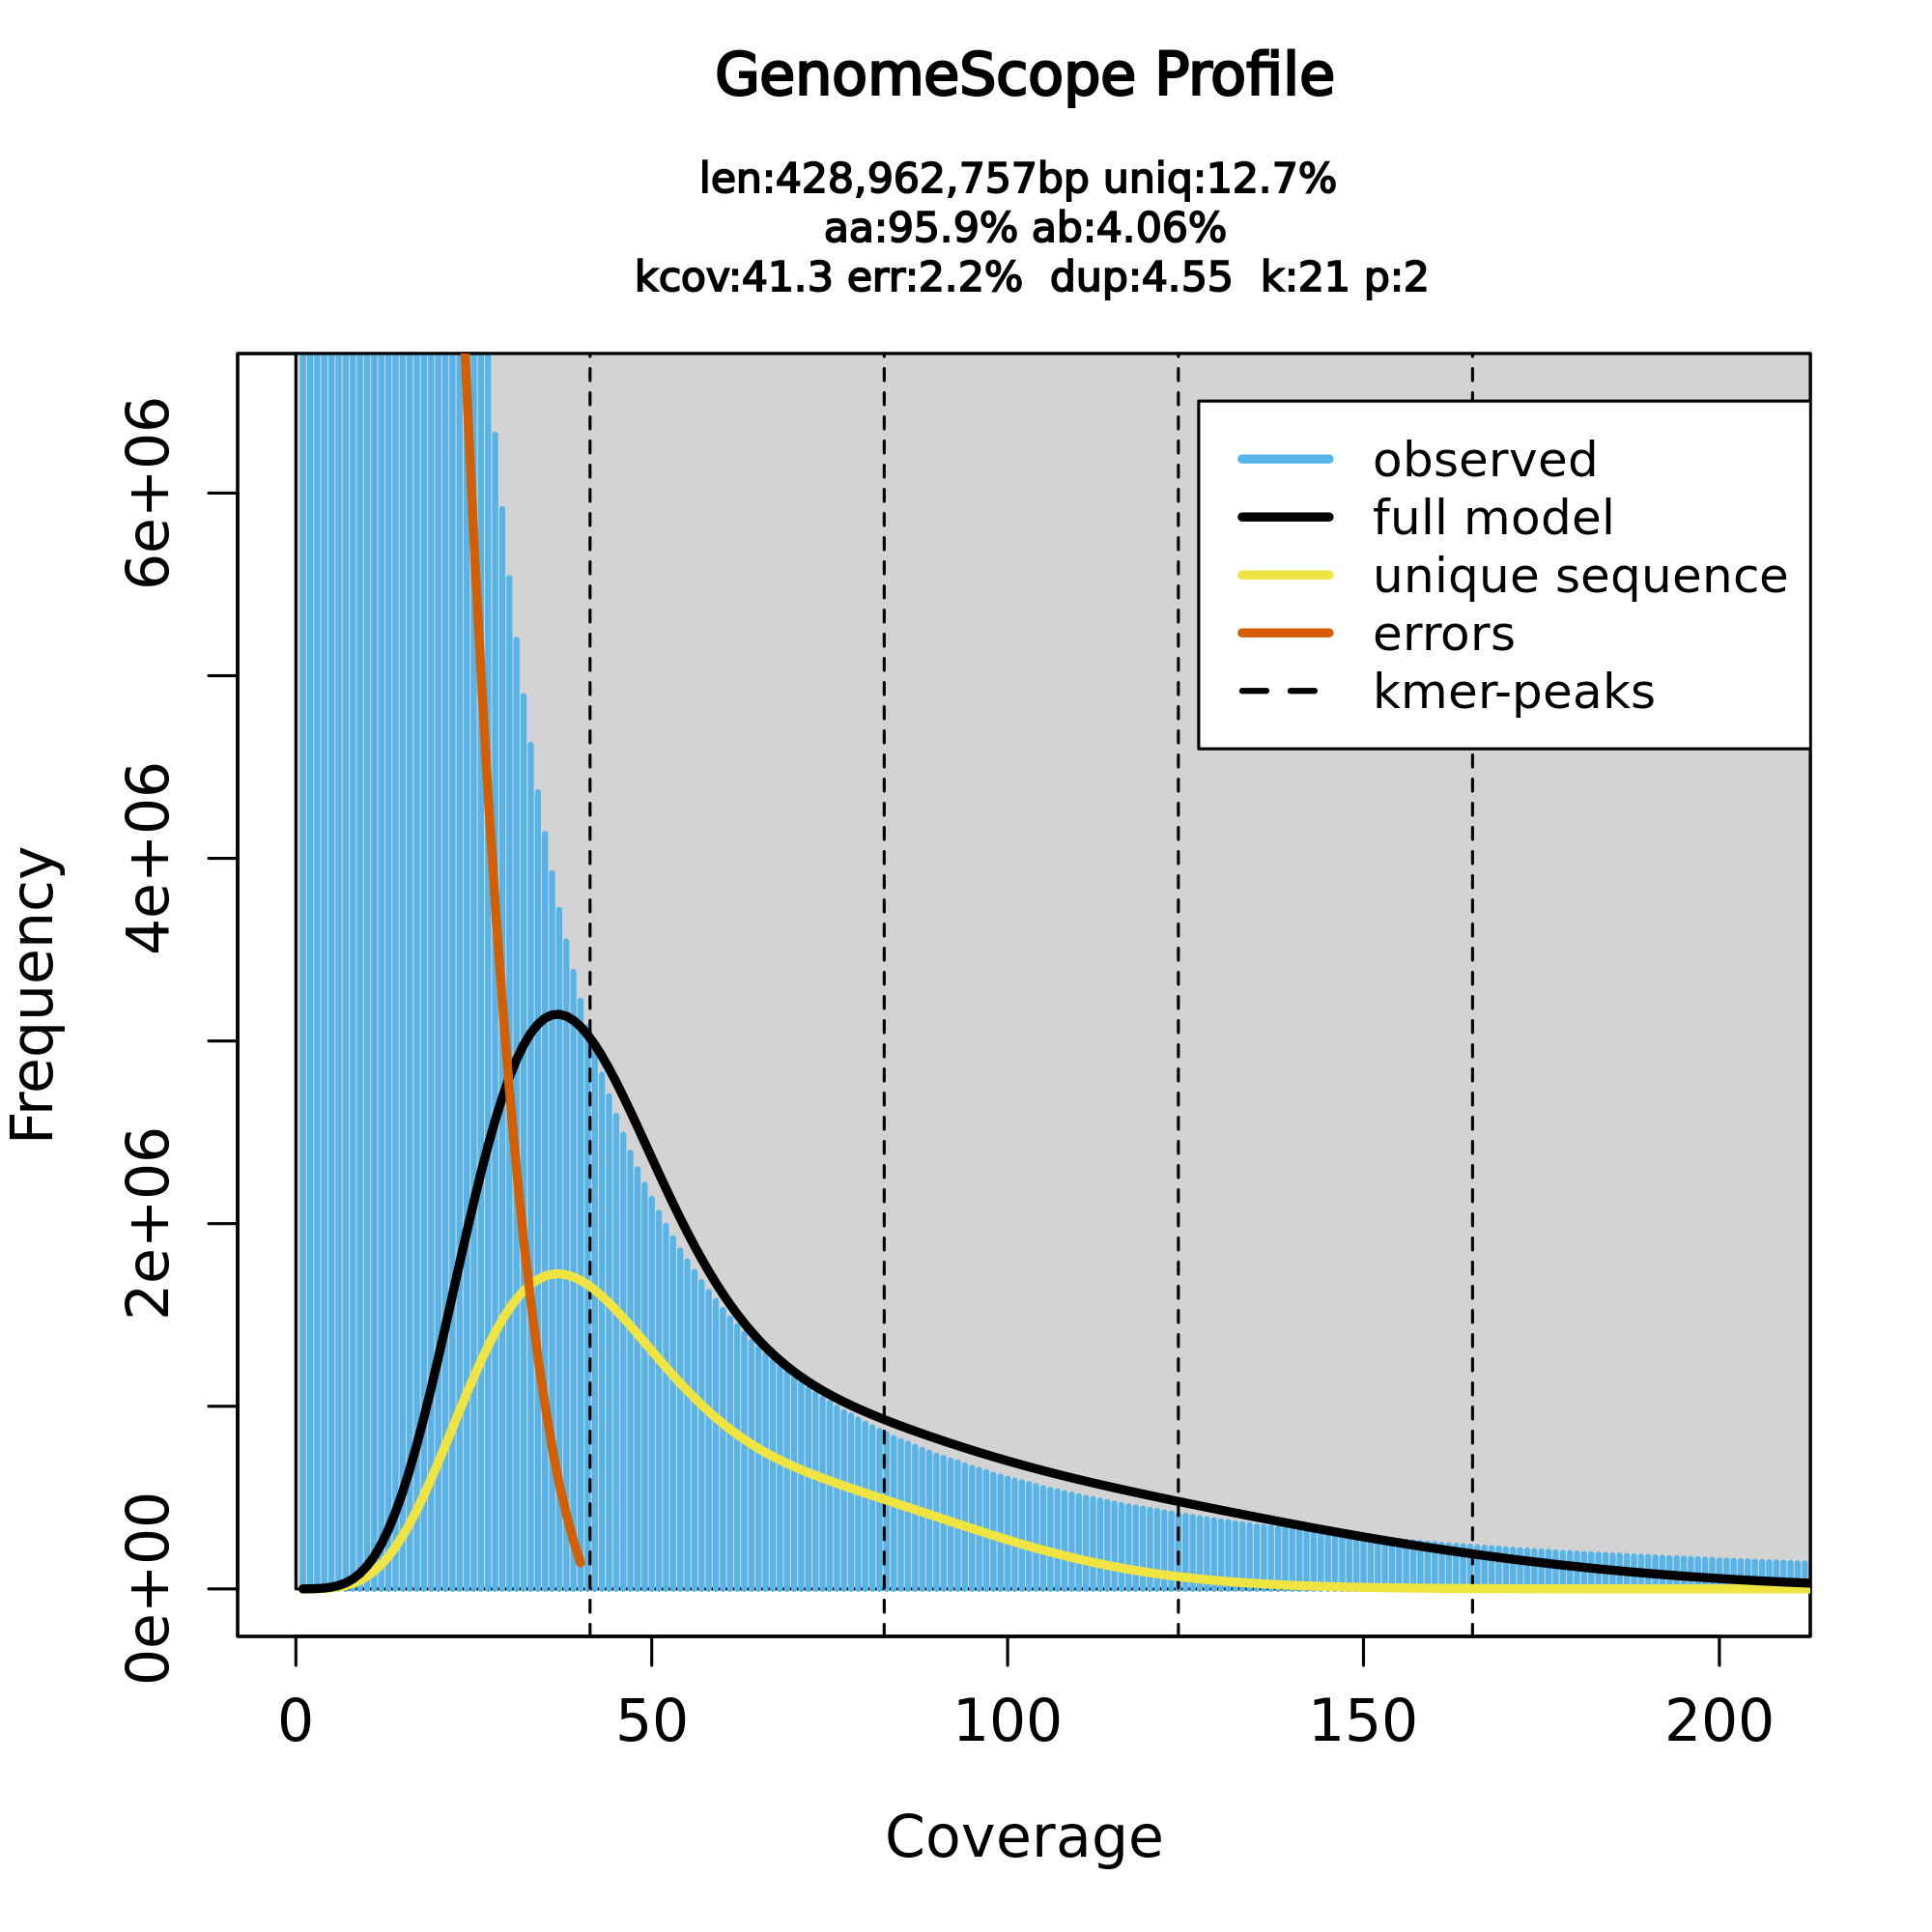 GenomeScope Profile
len:428,962,757bp uniq:12.7%
aa:95.9% ab:4.06%
kcov:41.3 err:2.2% dup:4.55 k:21 p:2
observed
full model
unique sequence
errors
kmer-peaks
Frequency
6e+06
4e+06
2e+06
0e+00
0 50 100 150 200
Coverage